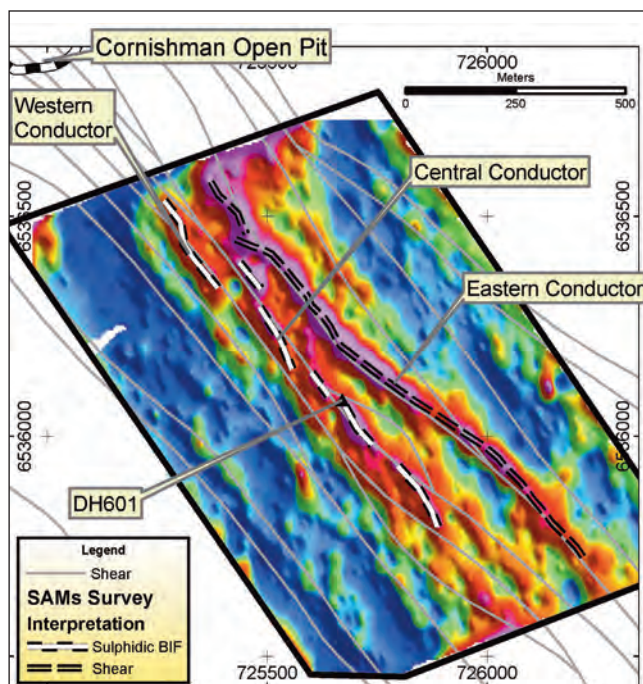 Cornishman Open Pit
725500
726000
Meters
0 250 500
Western
Conductor
Central Conductor
6536500
6536500
Eastern Conductor
6536000
6536000
DH601
Legend
Shear
SAMs Survey
Interpretation
Sulphidic BIF
Shear
725500
726000